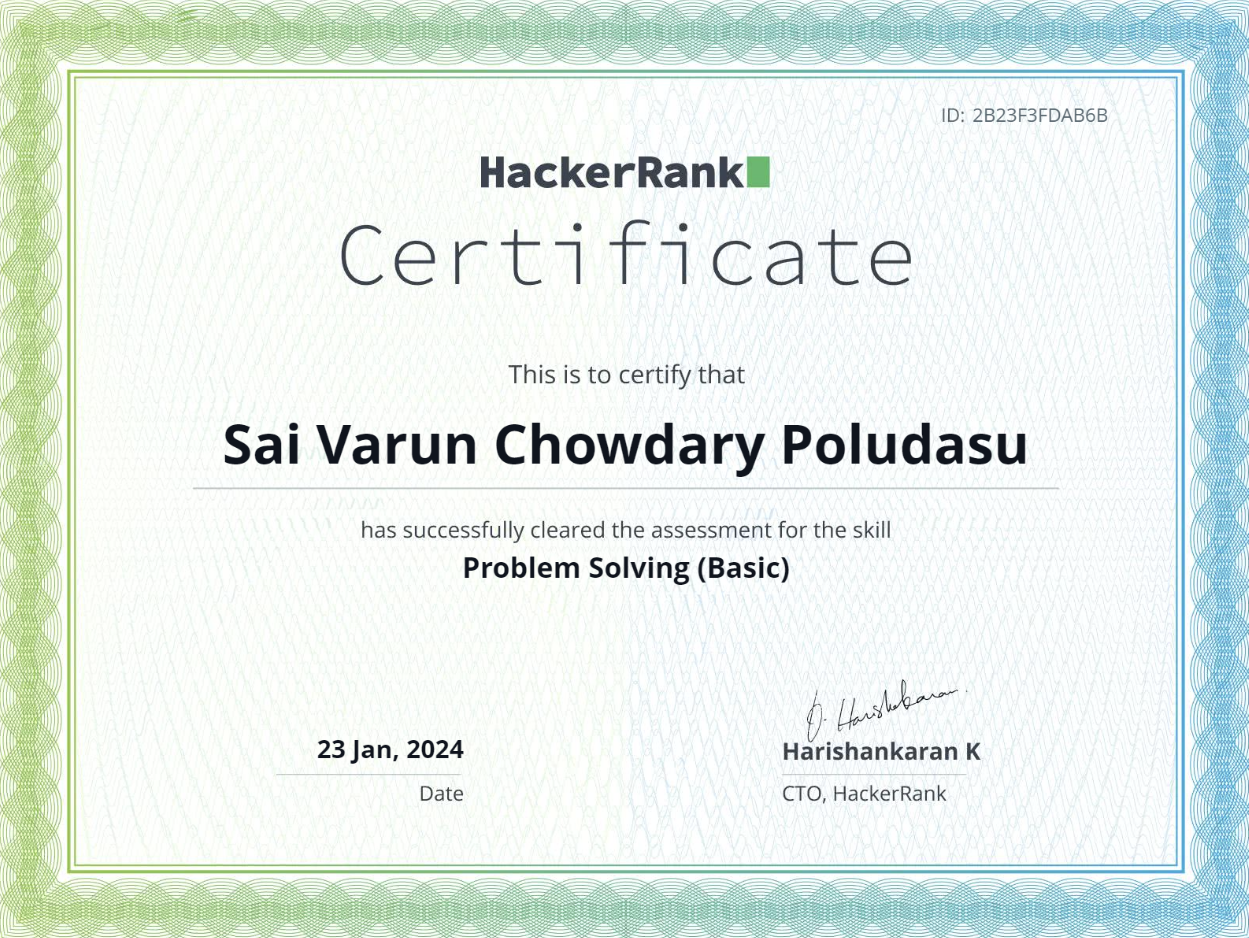 ID: 2B23F3FDAB6B
HackerRank
Certificate
This is to certify that
Sai Varun Chowdary Poludasu
has successfully cleared the assessment for the skill
Problem Solving (Basic)
23 Jan, 2024
Date
Harishankaran
Harishankaran K
CTO, HackerRank